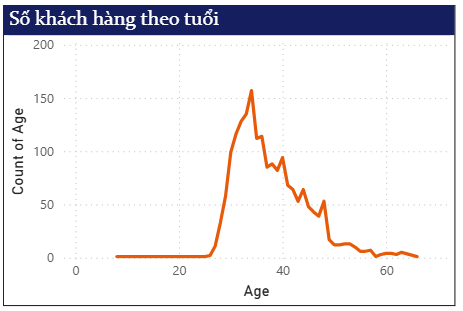 Số khách hàng theo tuổi
200
150
100
50
0
Count of Age
0 20 40 60
Age